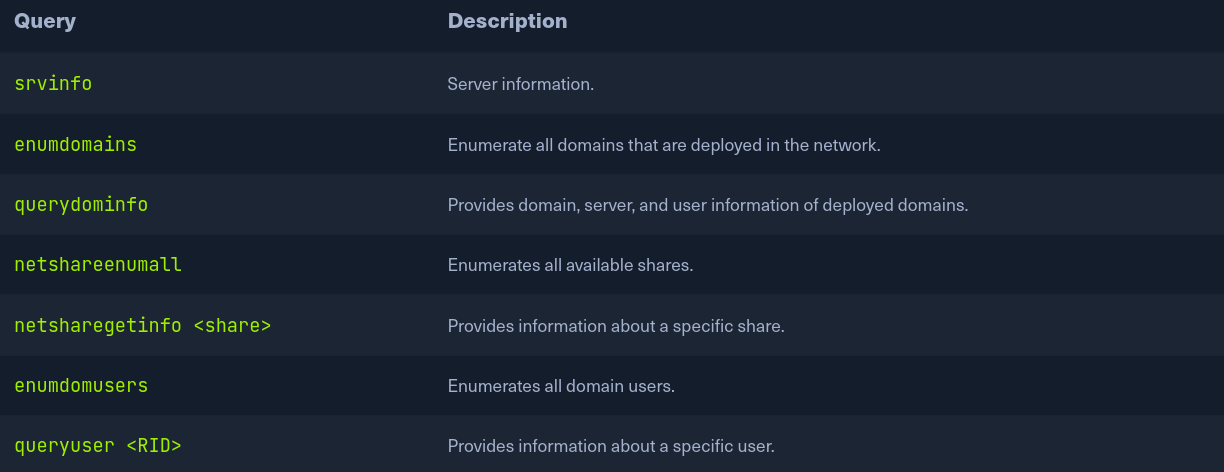 Query Description
srvinfo Server information.
enumdomains Enumerate all domains that are deployed in the network.
querydominfo Provides domain, server, and user information of deployed domains.
netshareenumall Enumerates all available shares.
netsharegetinfo <share> Provides information about a specific share.
enumdomusers Enumerates all domain users.
queryuser <RID> Provides information about a specific user.